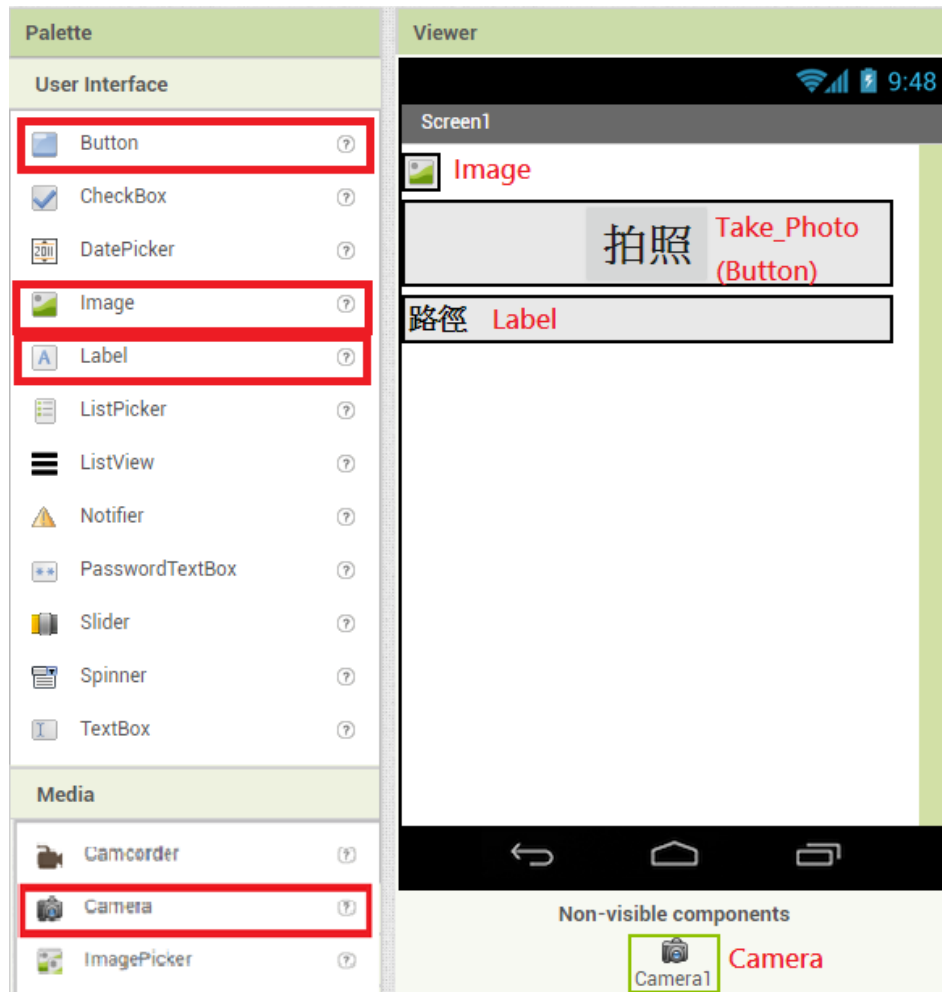 Palette
User Interface
Button
CheckBox
DatePicker
2011
Image
A Label
ListPicker
ListView
Notifier
PasswordTextBox
Slider
Spinner
TextBox
Media
Camcorder
Camera
ImagePicker
Viewer
9:48
Screen1
Image
拍照 Take_Photo
(Button)
路徑 Label
Non-visible components
Camera1 Camera